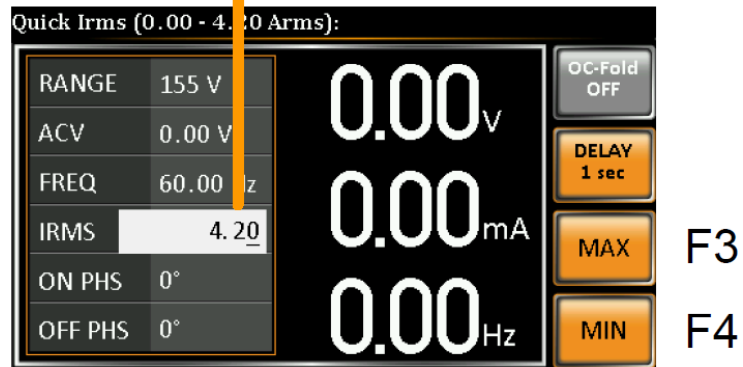 Quick Irms (0.00 - 4.20 Arms):
RANGE 155 V
ACV 0.00 V
FREQ 60.00 Hz
IRMS 4.20
ON PHS 0°
OFF PHS 0°
0.00V
0.00mA
0.00Hz
OC-Fold
OFF
DELAY
1 sec
MAX
MIN
F3
F4